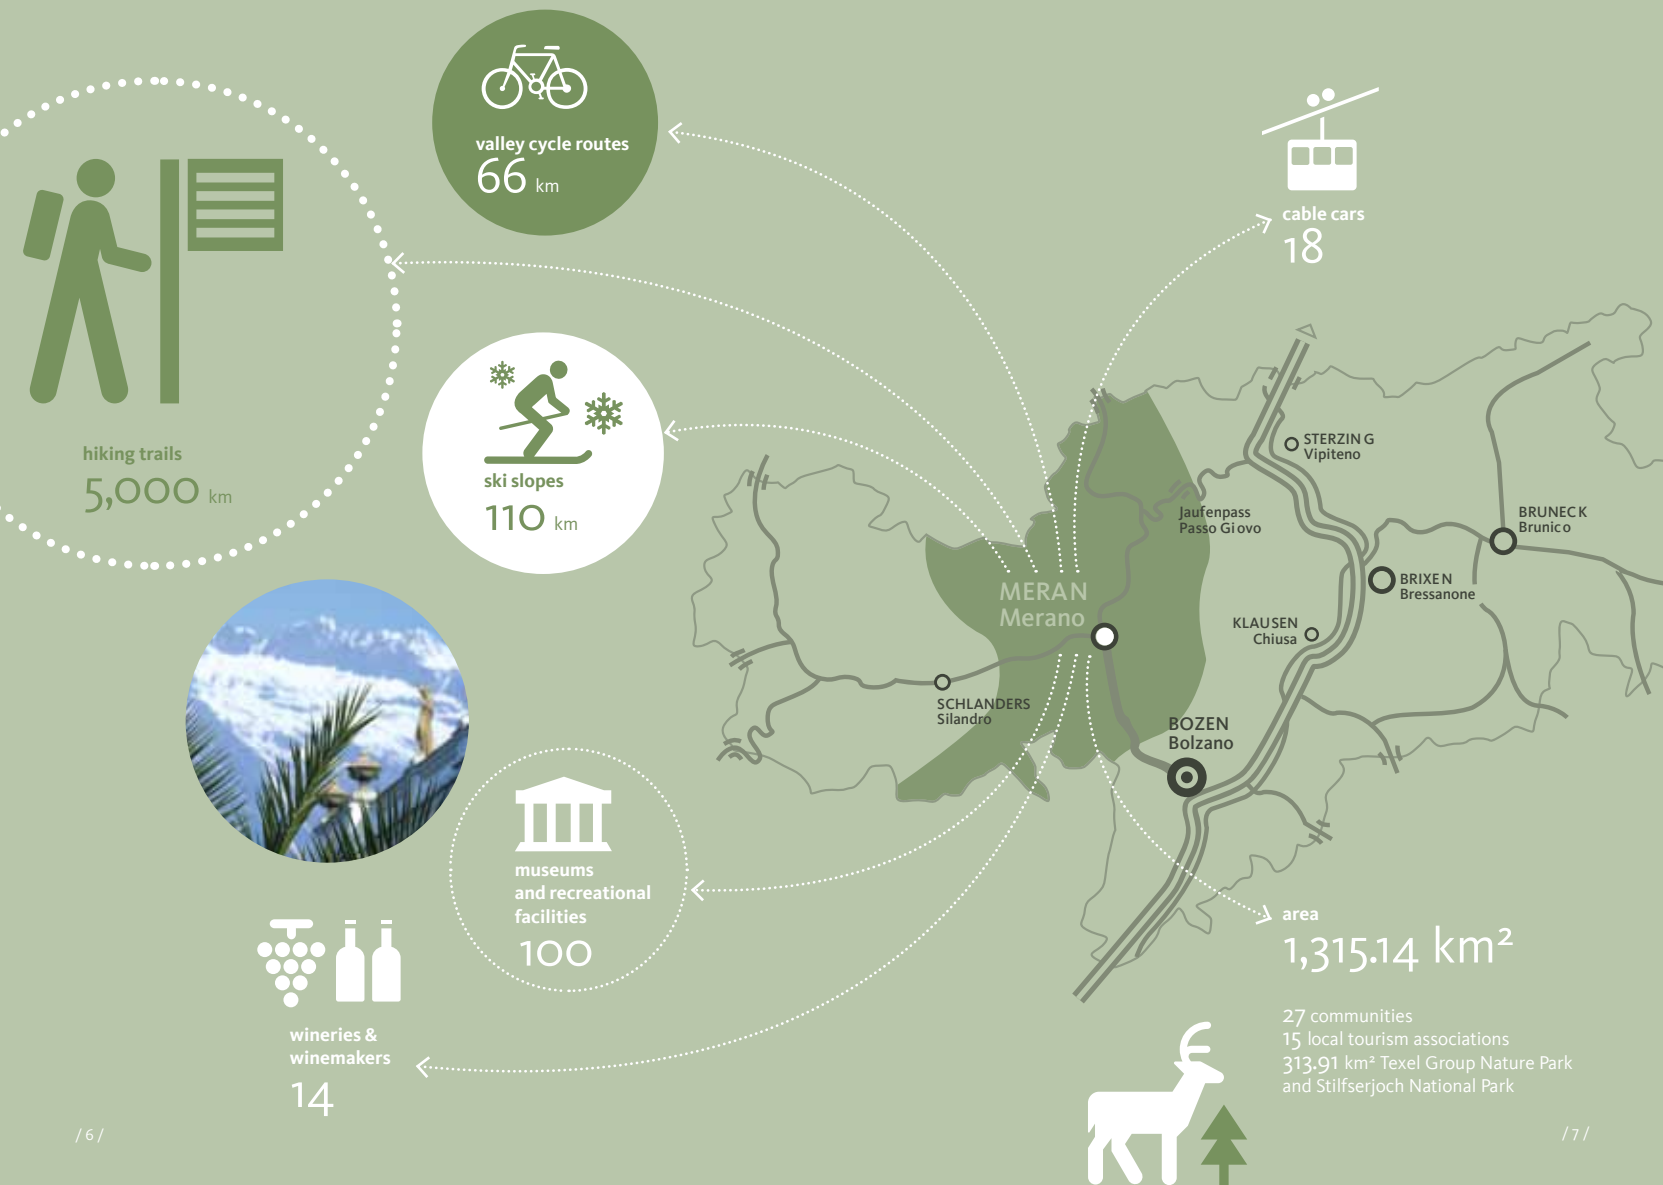 valley cycle routes
66 km
hiking trails
5,000 km
ski slopes
110 km
museums
and recreational
facilities
100
wineries &
winemakers
14
/ 6 /
cable cars
18
STERZING
Vipiteno
Jaufenpass
Passo Giovo
BRUNECK
Brunico
BRIXEN
Bressanone
KLAUSEN
Chiusa
MERAN
Merano
SCHLANDERS
Silandro
BOZEN
Bolzano
area
1,315.14 km²
27 communities
15 local tourism associations
313.91 km² Texel Group Nature Park
and Stilfserjoch National Park
/ 7 /